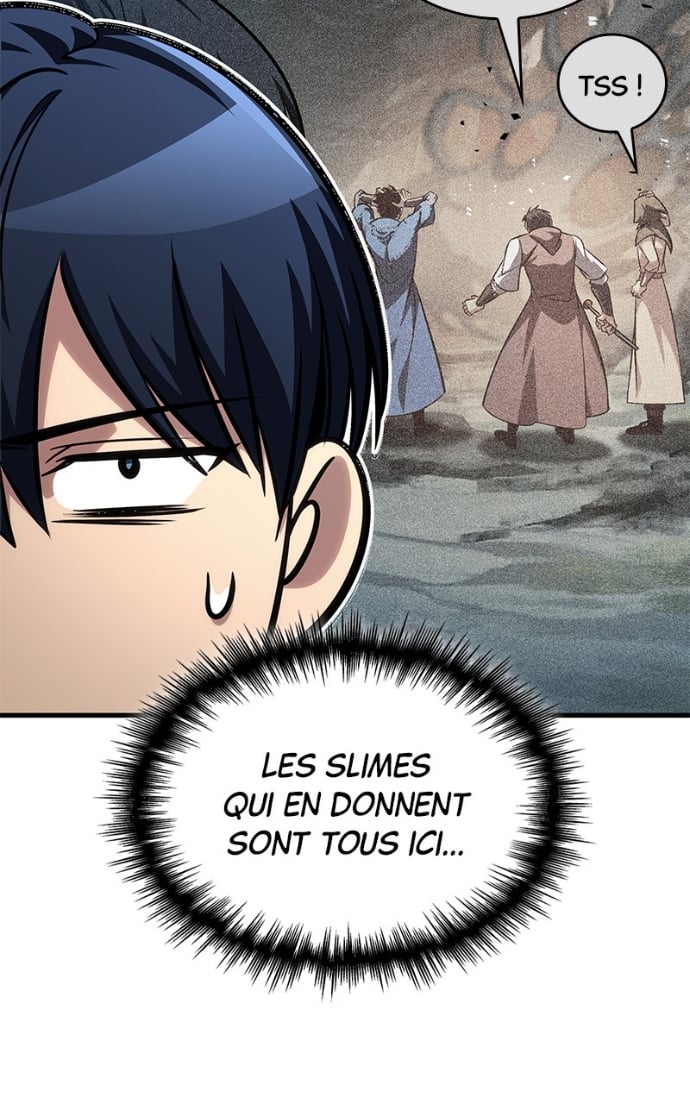 TSS !
LES SLIMES
QUI EN DONNENT
SONT TOUS ICI...